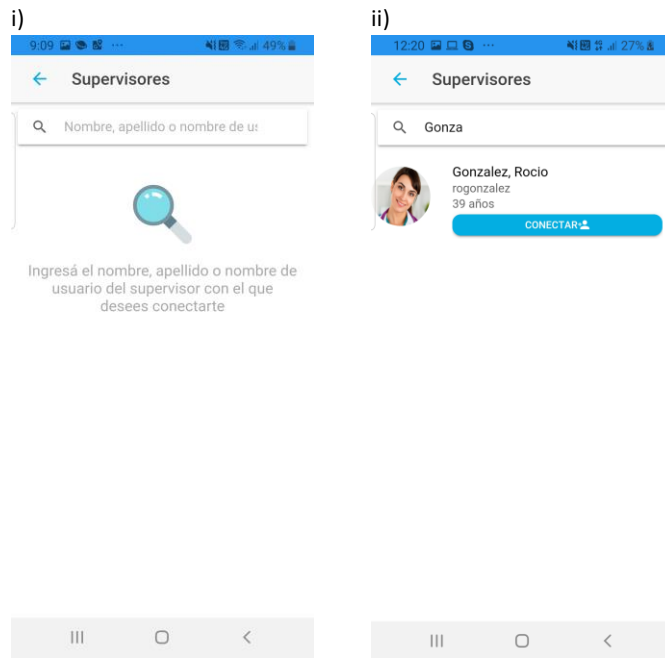 i)
9:09 49%
Supervisores
Nombre, apellido o nombre de u
Ingresá el nombre, apellido o nombre de
usuario del supervisor con el que
desees conectarte
ii)
12:20 27%
Supervisores
Gonza
Gonzalez, Rocio
rogonzalez
39 años
CONECTAR